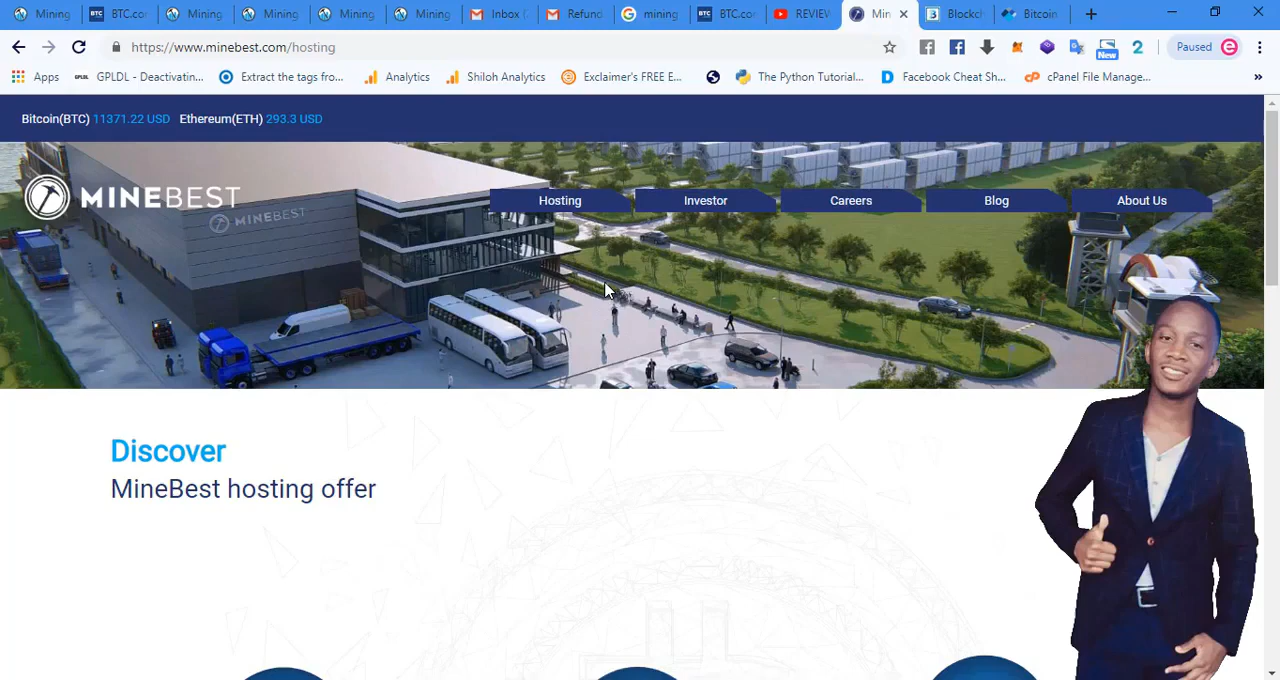 Mining
BTC.co
Mining
Mining
Mining
Mining
Inbox (
Refund
mining
BTC.co
REVIEW
Min
Blockch
Bitcoin
https://www.minebest.com/hosting
Paused
Apps
GPLDL - Deactivatin...
Extract the tags fro...
Analytics
Shiloh Analytics
Exclaimer's FREE E...
The Python Tutorial...
Facebook Cheat Sh...
cPanel File Manage...
New
Bitcoin(BTC) 11371.22 USD Ethereum(ETH) 293.3 USD
MINEBEST
MINEBEST
Hosting
Investor
Careers
Blog
About Us
Discover
MineBest hosting offer